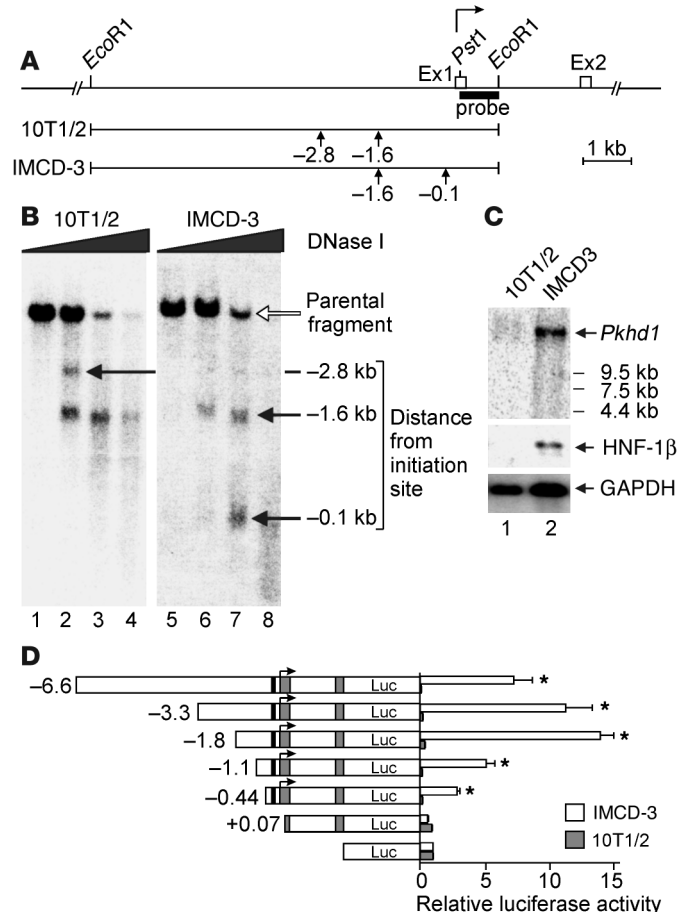 A
EcoR1
Pst1
EcoR1
Ex1
Ex2
probe
10T1/2
–2.8
–1.6
1 kb
IMCD-3
–1.6
–0.1
B
10T1/2
IMCD-3
DNase I
Parental
fragment
–2.8 kb
–1.6 kb
Distance
from
initiation
site
–0.1 kb
1 2 3 4 5 6 7 8
C
10T1/2
IMCD3
Pkhd1
9.5 kb
7.5 kb
4.4 kb
HNF-1β
GAPDH
1 2
D
–6.6 Luc *
–3.3 Luc *
–1.8 Luc *
–1.1 Luc *
–0.44 Luc *
+0.07 Luc
Luc
IMCD-3
10T1/2
0 5 10 15
Relative luciferase activity